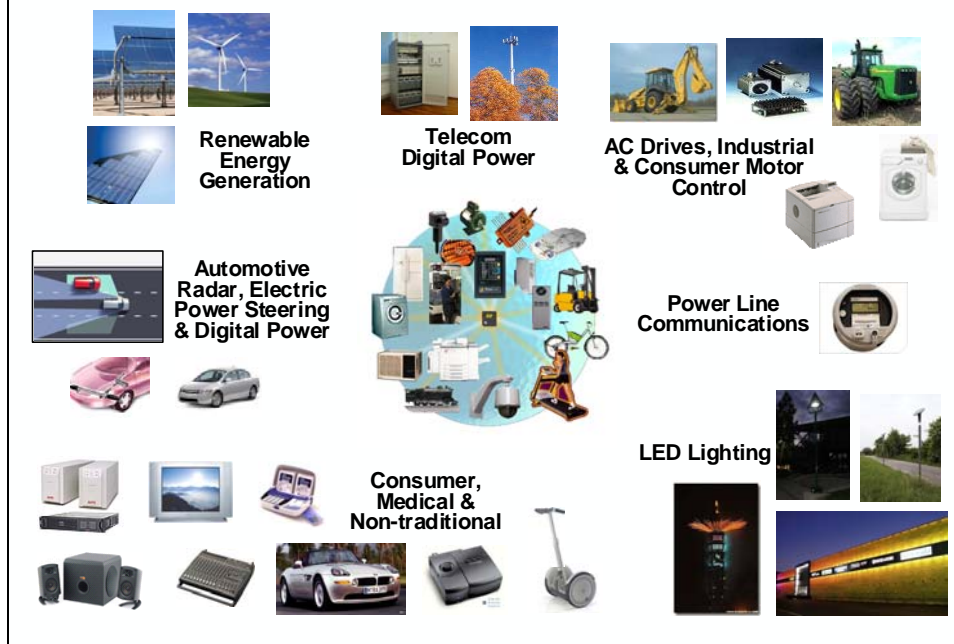 Renewable
Energy
Generation
Telecom
Digital Power
AC Drives, Industrial
& Consumer Motor
Control
Automotive
Radar, Electric
Power Steering
& Digital Power
Power Line
Communications
LED Lighting
Consumer,
Medical &
Non-traditional